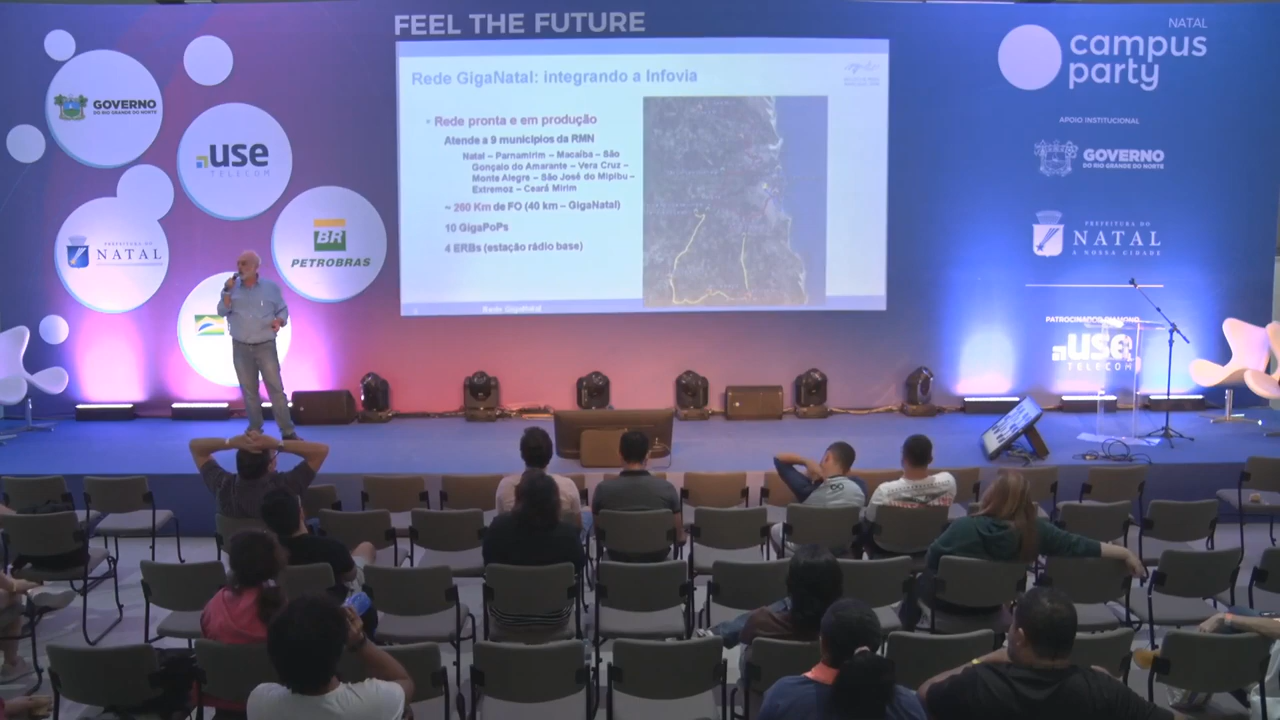 FEEL THE FUTURE
NATAL
campus
party
APOIO INSTITUCIONAL
GOVERNO
DO RIO GRANDE DO NORTE
PREFEITURA DO
NATAL
A NOSSA CIDADE
PATROCINADOR DIAMOND
use
TELECOM
GOVERNO
DO RIO GRANDE DO NORTE
use
TELECOM
PREFEITURA DO
NATAL
BR
PETROBRAS
Rede GigaNatal: integrando a Infovia
Rede pronta e em produção
Atende a 9 municípios da RMN
Natal – Parnamirim – Macaíba – São
Gonçalo do Amarante – Vera Cruz –
Monte Alegre – São José do Mipibu –
Extremoz – Ceará Mirim
~ 260 Km de FO (40 km – GigaNatal)
10 GigaPoPs
4 ERBs (estação rádio base)
Rede GigaNatal